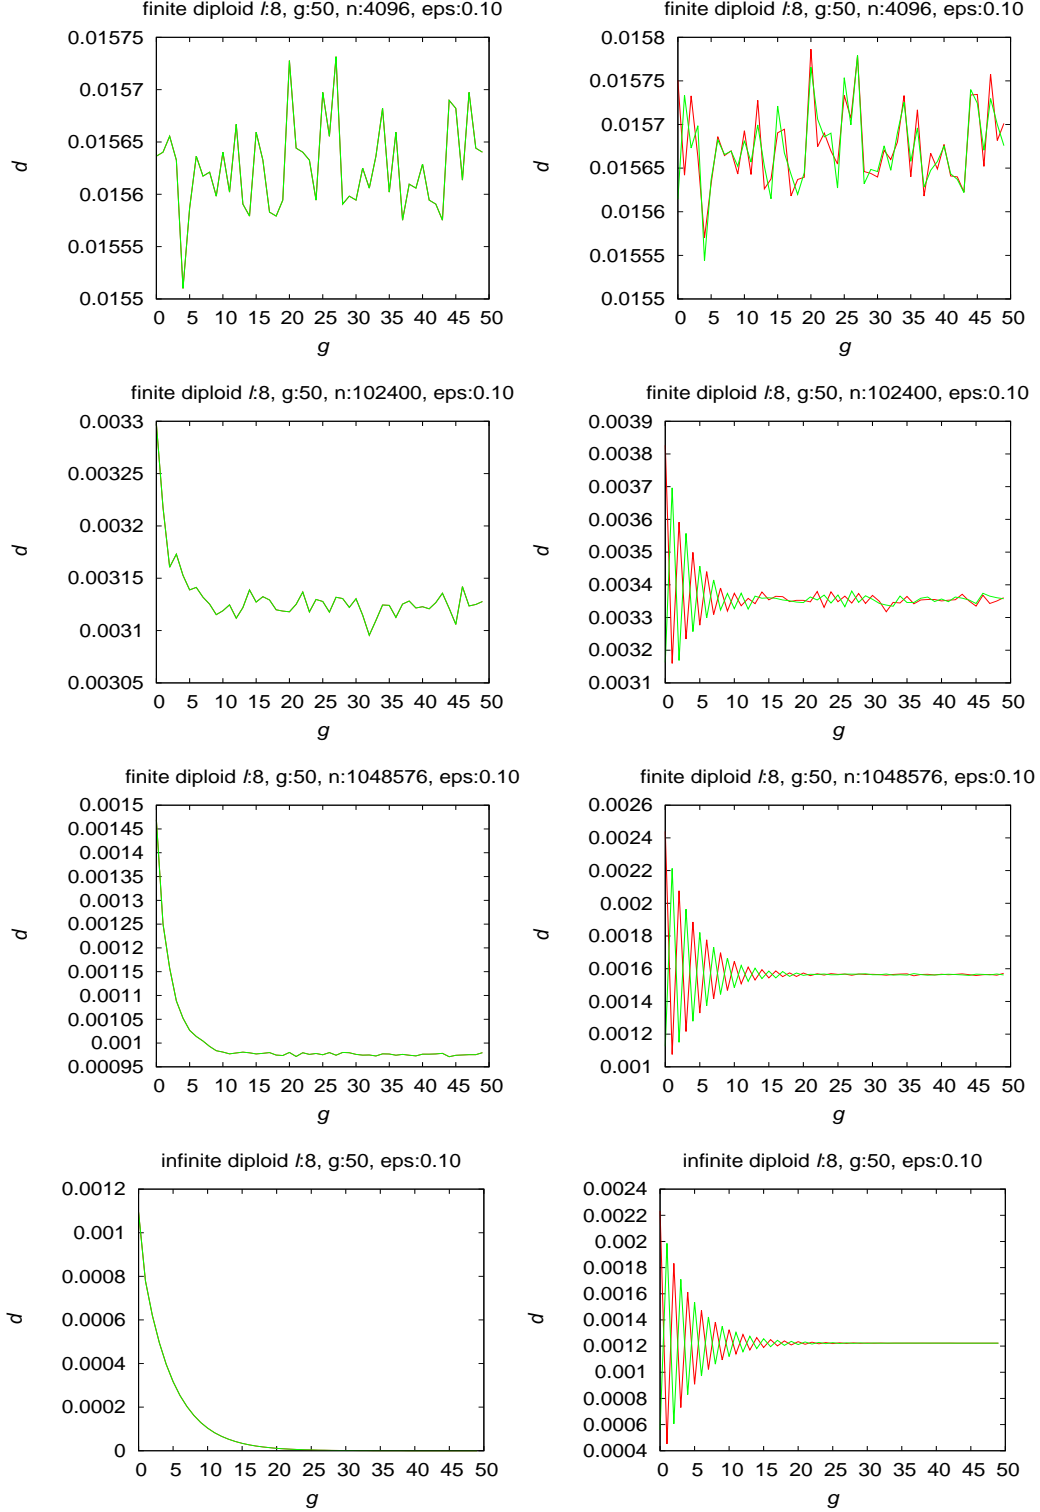 finite diploid l:8, g:50, n:4096, eps:0.10
0.01575
0.0157
0.01565
0.0156
0.01555
0.0155
d
0 5 10 15 20 25 30 35 40 45 50
g
finite diploid l:8, g:50, n:4096, eps:0.10
0.0158
0.01575
0.0157
0.01565
0.0156
0.01555
0.0155
d
0 5 10 15 20 25 30 35 40 45 50
g
finite diploid l:8, g:50, n:102400, eps:0.10
0.0033
0.00325
0.0032
0.00315
0.0031
0.00305
d
0 5 10 15 20 25 30 35 40 45 50
g
finite diploid l:8, g:50, n:102400, eps:0.10
0.0039
0.0038
0.0037
0.0036
0.0035
0.0034
0.0033
0.0032
0.0031
d
0 5 10 15 20 25 30 35 40 45 50
g
finite diploid l:8, g:50, n:1048576, eps:0.10
0.0015
0.00145
0.0014
0.00135
0.0013
0.00125
0.0012
0.00115
0.0011
0.00105
0.001
0.00095
d
0 5 10 15 20 25 30 35 40 45 50
g
finite diploid l:8, g:50, n:1048576, eps:0.10
0.0026
0.0024
0.0022
0.002
0.0018
0.0016
0.0014
0.0012
0.001
d
0 5 10 15 20 25 30 35 40 45 50
g
infinite diploid l:8, g:50, eps:0.10
0.0012
0.001
0.0008
0.0006
0.0004
0.0002
0
d
0 5 10 15 20 25 30 35 40 45 50
g
infinite diploid l:8, g:50, eps:0.10
0.0024
0.0022
0.002
0.0018
0.0016
0.0014
0.0012
0.001
0.0008
0.0006
0.0004
d
0 5 10 15 20 25 30 35 40 45 50
g